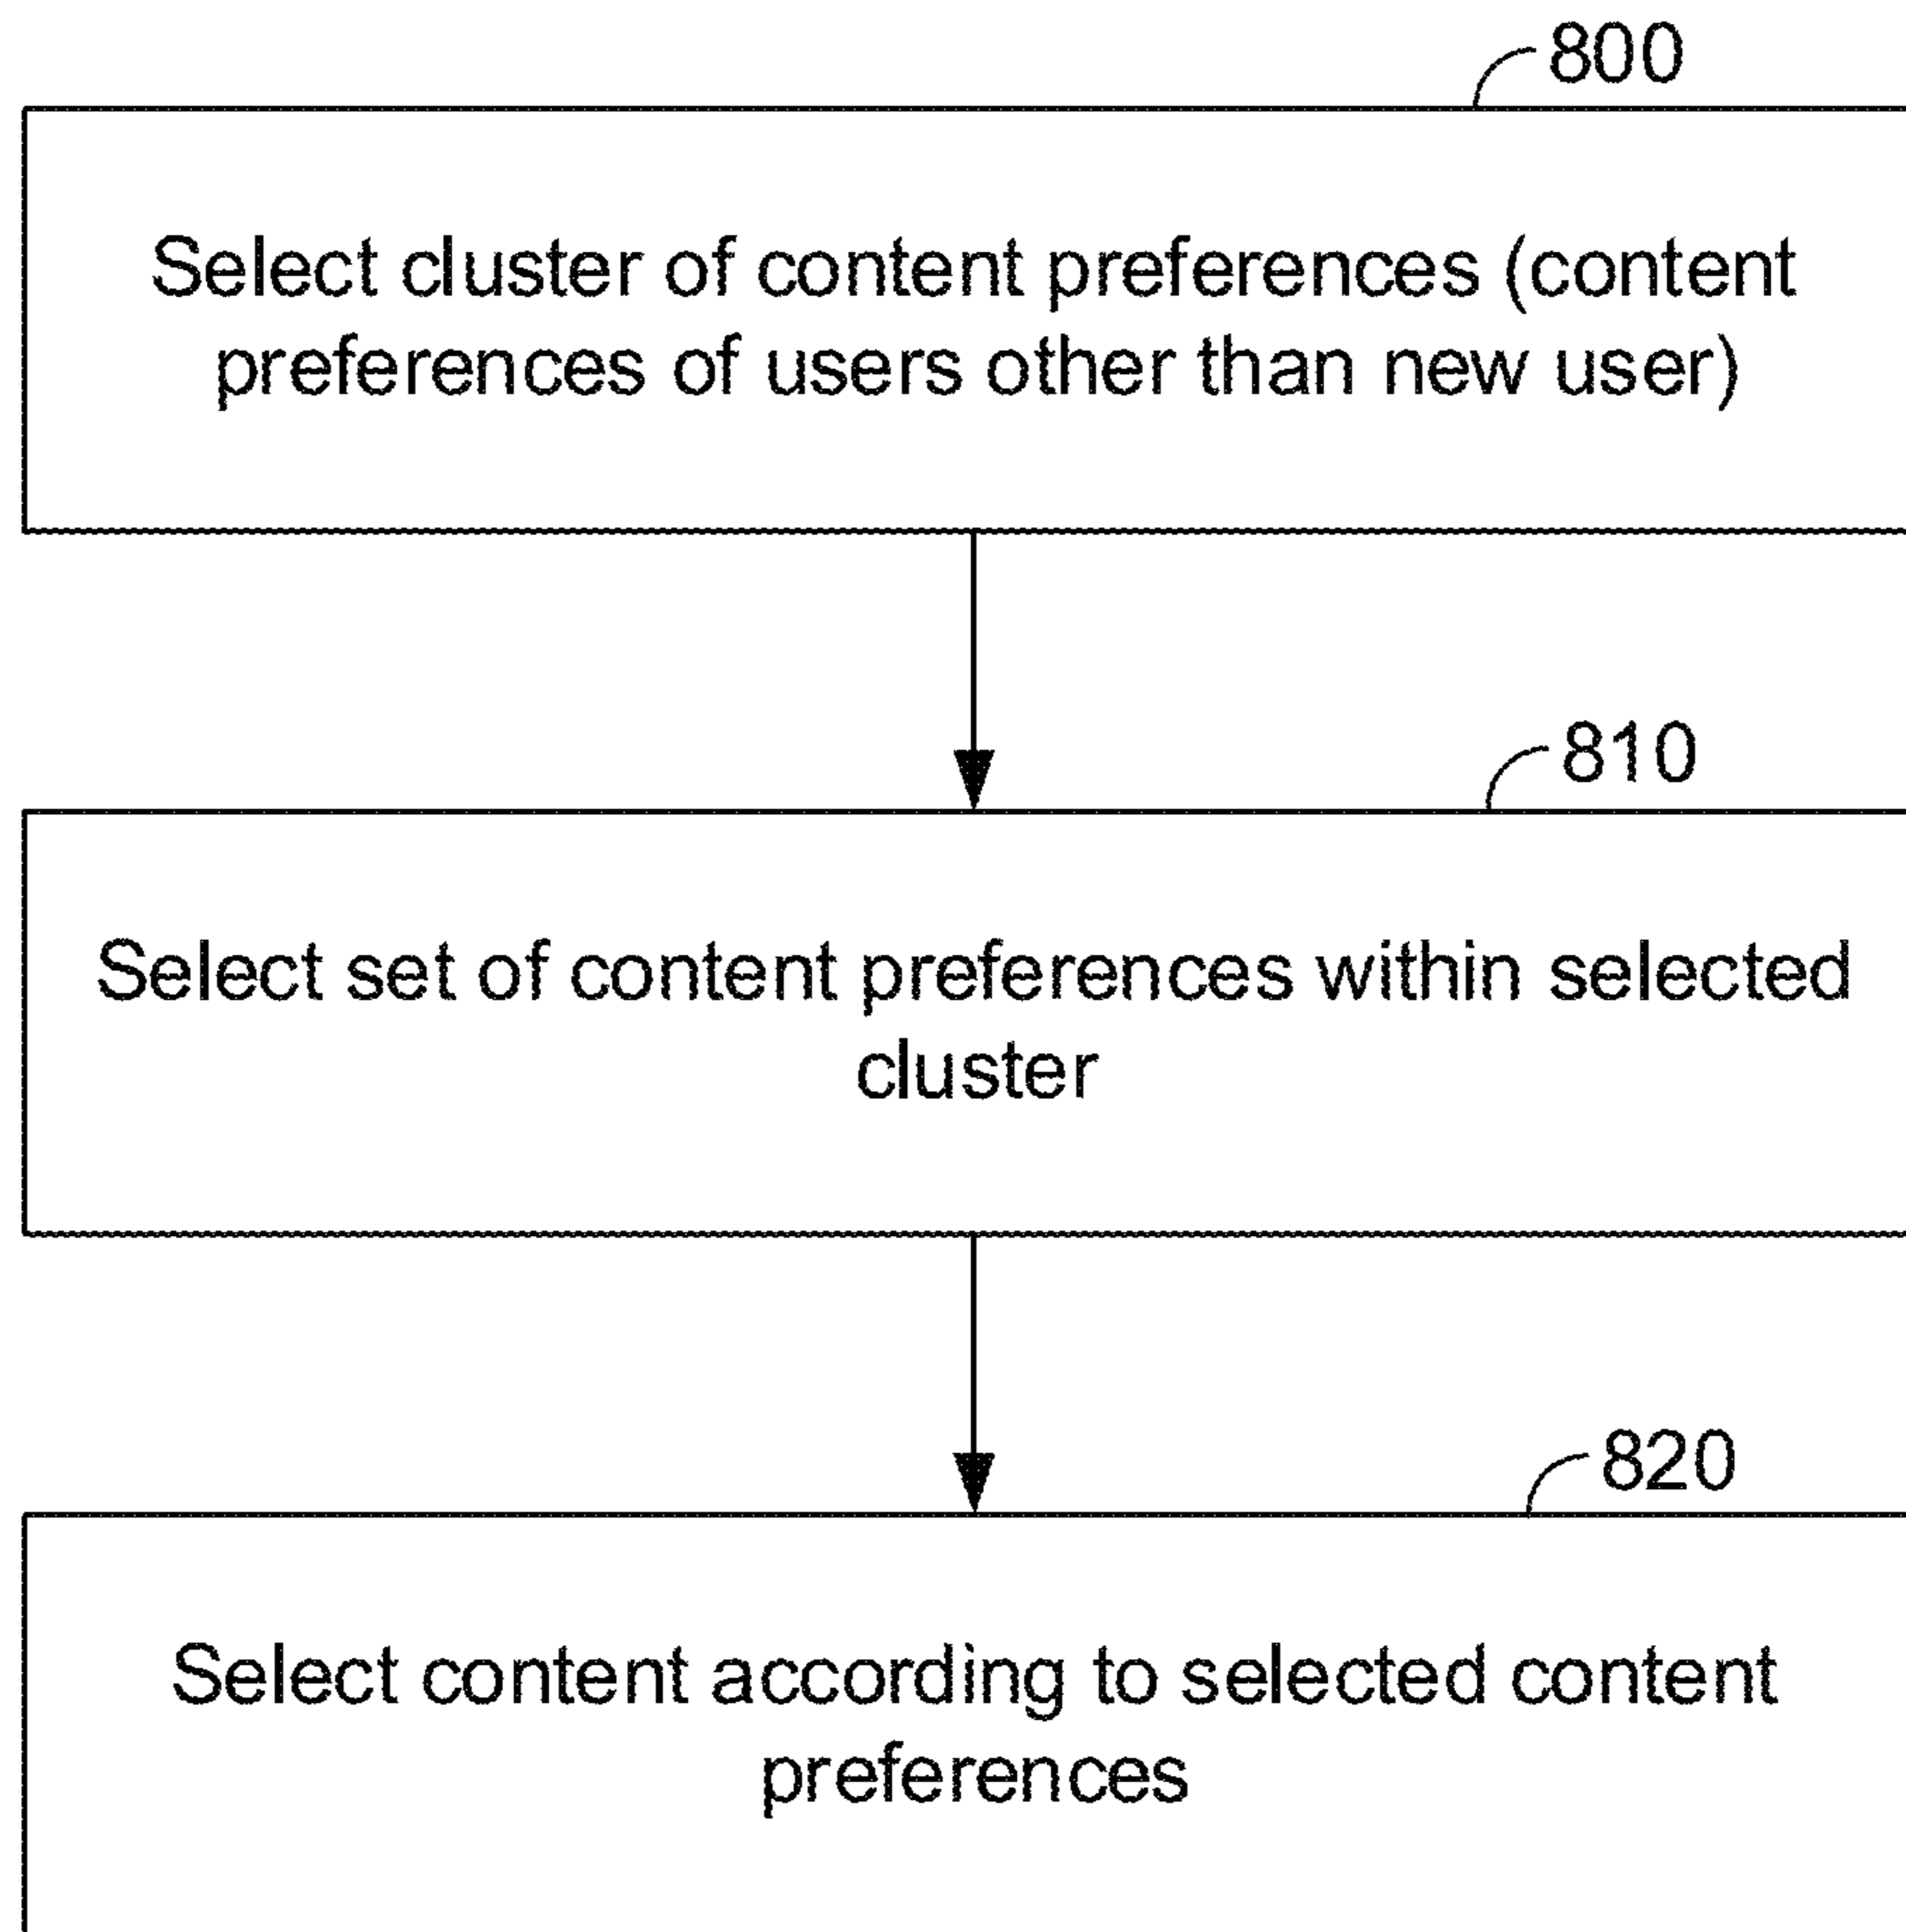 800
Select cluster of content preferences (content
preferences of users other than new user)
810
Select set of content preferences within selected
cluster
820
Select content according to selected content
preferences